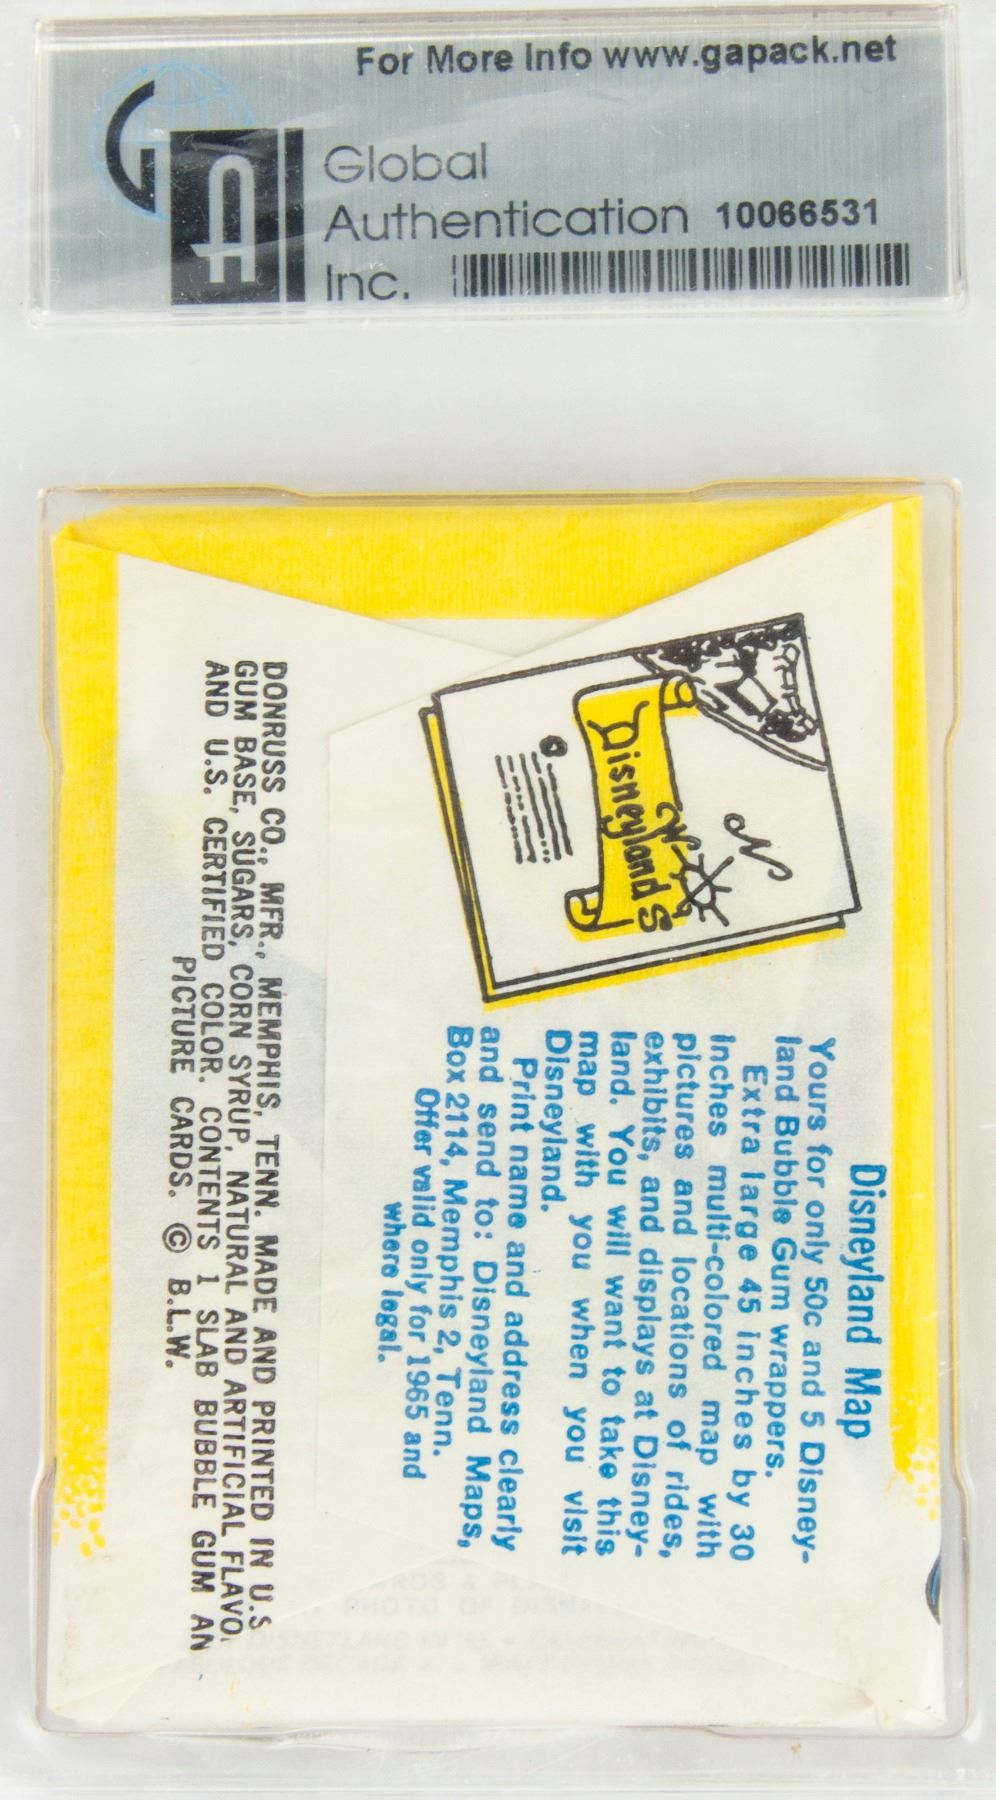 For More Info www.gapack.net
GA
Global
Authentication 10066531
Inc.
Disneyland Map
Yours for only 50c and 5 Disney-
land Bubble Gum wrappers.
Extra large 45 inches by 30
inches multi-colored map with
pictures and locations of rides,
exhibits, and displays at Disney-
land. You will want to take this
map with you when you visit
Disneyland.
Print name and address clearly
and send to: Disneyland Maps,
Box 2114, Memphis 2, Tenn.
Offer valid only for 1965 and
where legal.
N
W
S
Disneyland
DONRUSS CO., MFR., MEMPHIS, TENN. MADE AND PRINTED IN U.S
GUM BASE, SUGARS, CORN SYRUP, NATURAL AND ARTIFICIAL FLAVO
AND U.S. CERTIFIED COLOR. CONTENTS 1 SLAB BUBBLE GUM AN
PICTURE CARDS. © B.L.W.